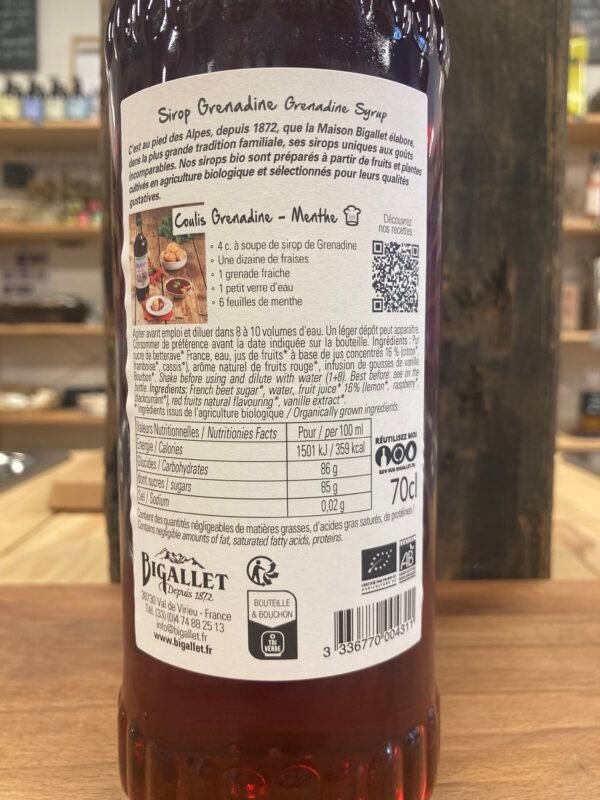 Sirop Grenadine Grenadine Syrup
C'est au pied des Alpes, depuis 1872, que la Maison Bigallet élabore,
dans la plus grande tradition familiale, ses sirops uniques aux goûts
incomparables. Nos sirops bio sont préparés à partir de fruits et plantes
cultivés en agriculture biologique et sélectionnés pour leurs qualités
gustatives.
Coulis Grenadine - Menthe
Découvrez
nos recettes :
• 4 c. à soupe de sirop de Grenadine
• Une dizaine de fraises
• 1 grenade fraiche
• 1 petit verre d'eau
• 6 feuilles de menthe
Agiter avant emploi et diluer dans 8 à 10 volumes d'eau. Un léger dépôt peut apparaître.
Consommer de préférence avant la date indiquée sur la bouteille. Ingrédients : Pur
sucre de betterave* France, eau, jus de fruits* à base de jus concentrés 16 % (citron*,
framboise*, cassis*), arôme naturel de fruits rouge*, infusion de gousses de vanille
Bourbon*. Shake before using and dilute with water (1+8). Best before: see on the
bottle. Ingredients: French beet sugar*, water, fruit juice* 16% (lemon*, raspberry*,
blackcurrant*), red fruits natural flavouring*, vanille extract*.
* Ingrédients issus de l'agriculture biologique / Organically grown ingredients.
Valeurs Nutritionnelles / Nutritionies Facts Pour / per 100 ml
Energie / Calories 1501 kJ / 359 kcal
Glucides / Carbohydrates 86 g
dont sucres / sugars 85 g
Sel / Sodium 0,02 g
RÉUTILISEZ MOI
70cl
Contient des quantités négligeables de matières grasses, d'acides gras saturés, de protéines /
Contains negligible amounts of fat, saturated fatty acids, proteins.
BIGALLET
Depuis 1872
38730 Val de Virieu - France
Tél. (33) (0)4 74 88 25 13
info@bigallet.fr
www.bigallet.fr
BOUTEILLE
& BOUCHON
TRI
VERRE
AB
3 336770 004311